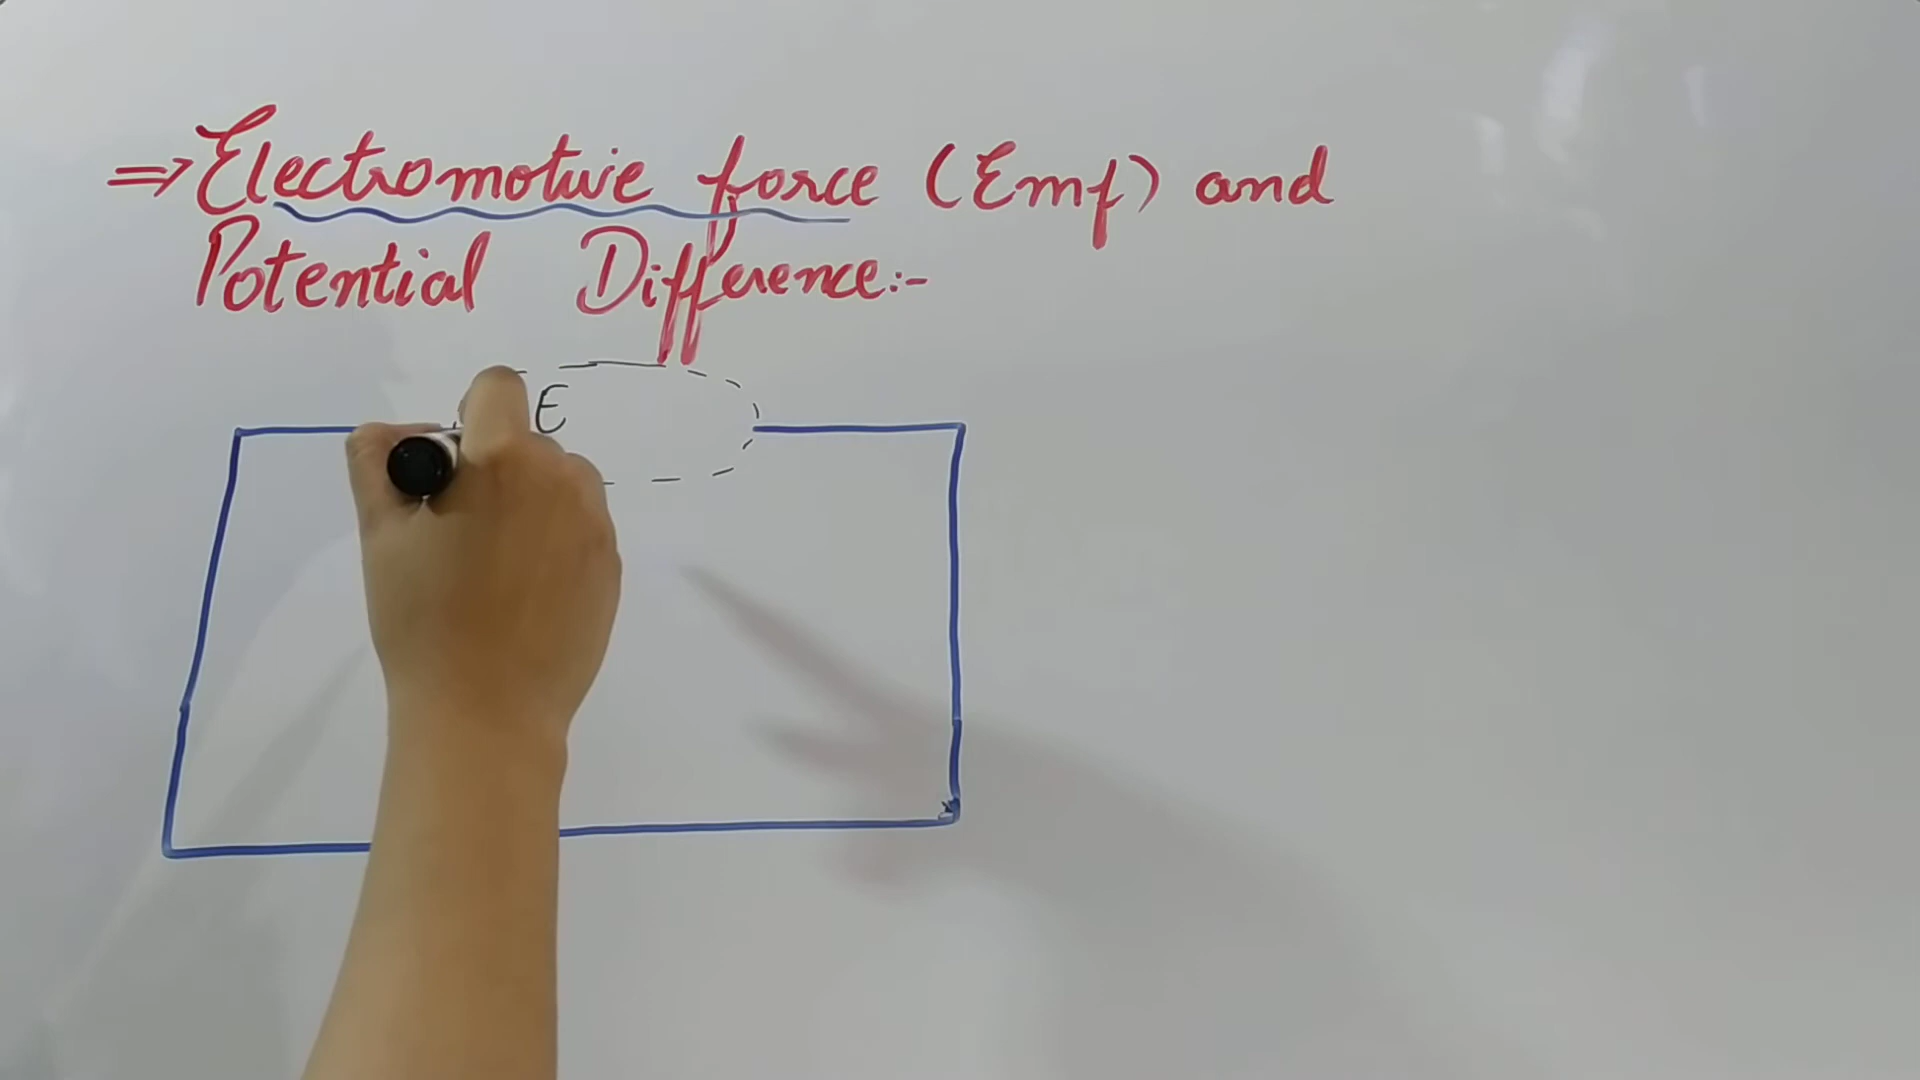 ⇒ Electromotive force (Emf) and
Potential Difference:-
E